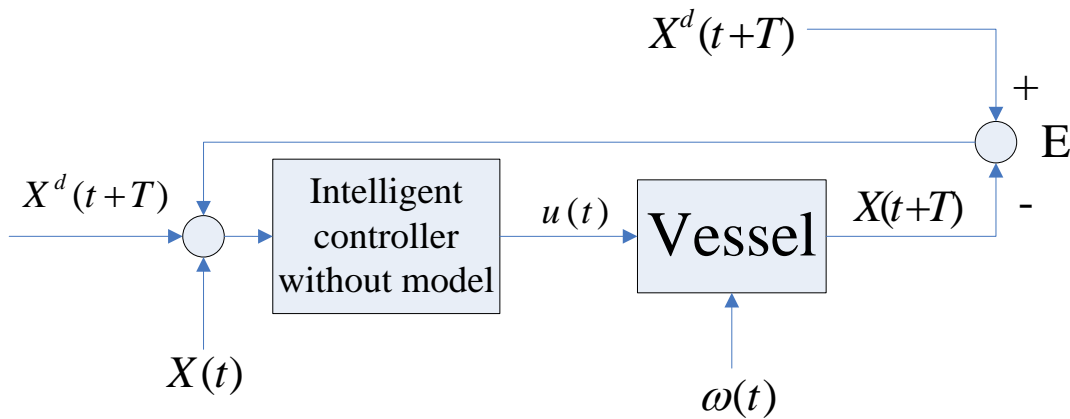 X^d(t+T)
+
E
-
X^d(t+T)
Intelligent
controller
without model
u(t)
Vessel
X(t+T)
X(t)
ω(t)